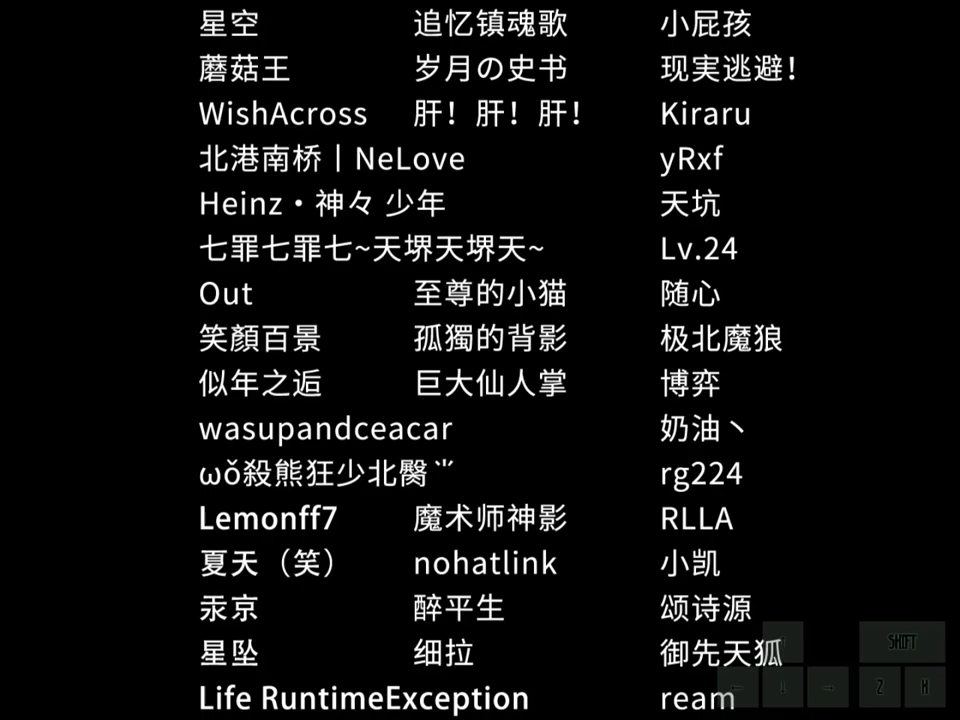 星空 追忆镇魂歌 小屁孩
蘑菇王 岁月の史书 现实逃避！
WishAcross 肝！肝！肝！ Kiraru
北港南桥丨NeLove yRxf
Heinz·神々 少年 天坑
七罪七罪七~天堺天堺天~ Lv.24
Out 至尊的小猫 随心
笑顏百景 孤獨的背影 极北魔狼
似年之逅 巨大仙人掌 博弈
wasupandceacar 奶油丶
殺熊狂少北 rg224
Lemonff7 魔术师神影 RLLA
夏天（笑） nohatlink 小凯
汞京 醉平生 颂诗源
星坠 细拉 御先天狐
Life RuntimeException ream
↑ SHIFT
← ↓ → Z X